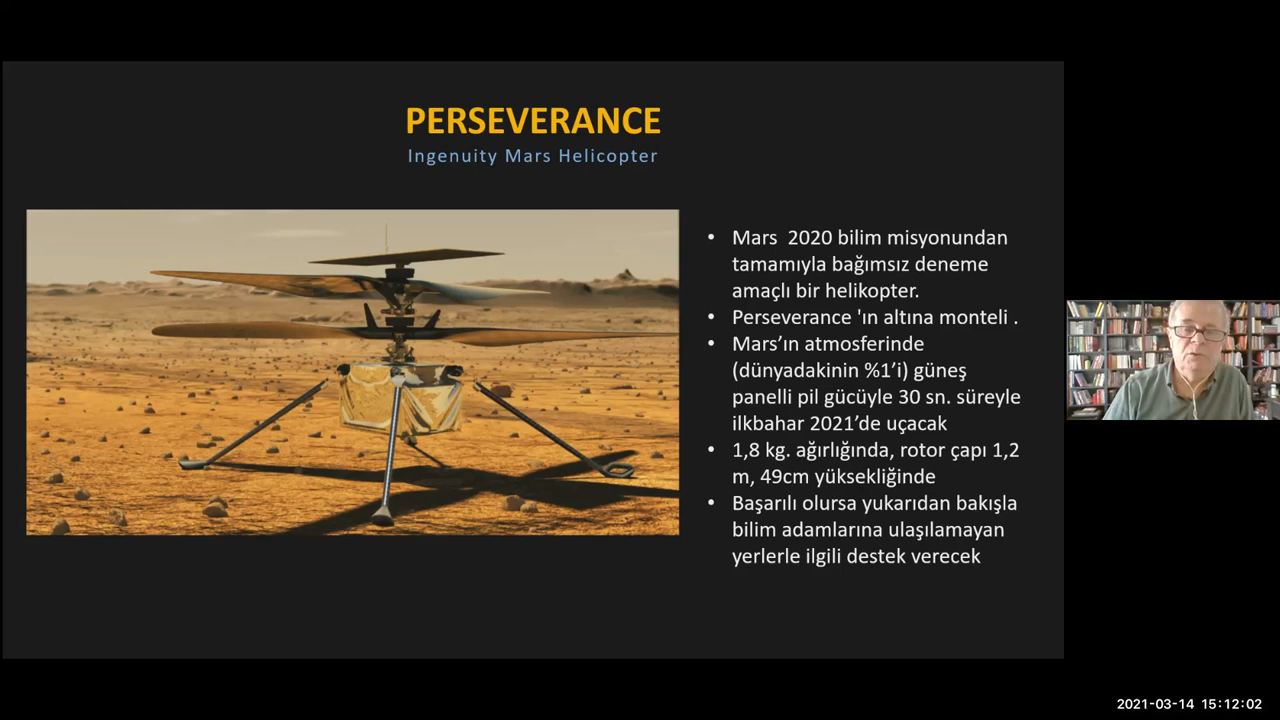 PERSEVERANCE
Ingenuity Mars Helicopter
• Mars  2020 bilim misyonundan
tamamıyla bağımsız deneme
amaçlı bir helikopter.
• Perseverance 'ın altına monteli .
• Mars’ın atmosferinde
(dünyadakinin %1’i) güneş
panelli pil gücüyle 30 sn. süreyle
ilkbahar 2021’de uçacak
• 1,8 kg. ağırlığında, rotor çapı 1,2
m, 49cm yüksekliğinde
• Başarılı olursa yukarıdan bakışla
bilim adamlarına ulaşılamayan
yerlerle ilgili destek verecek
2021-03-14 15:12:02